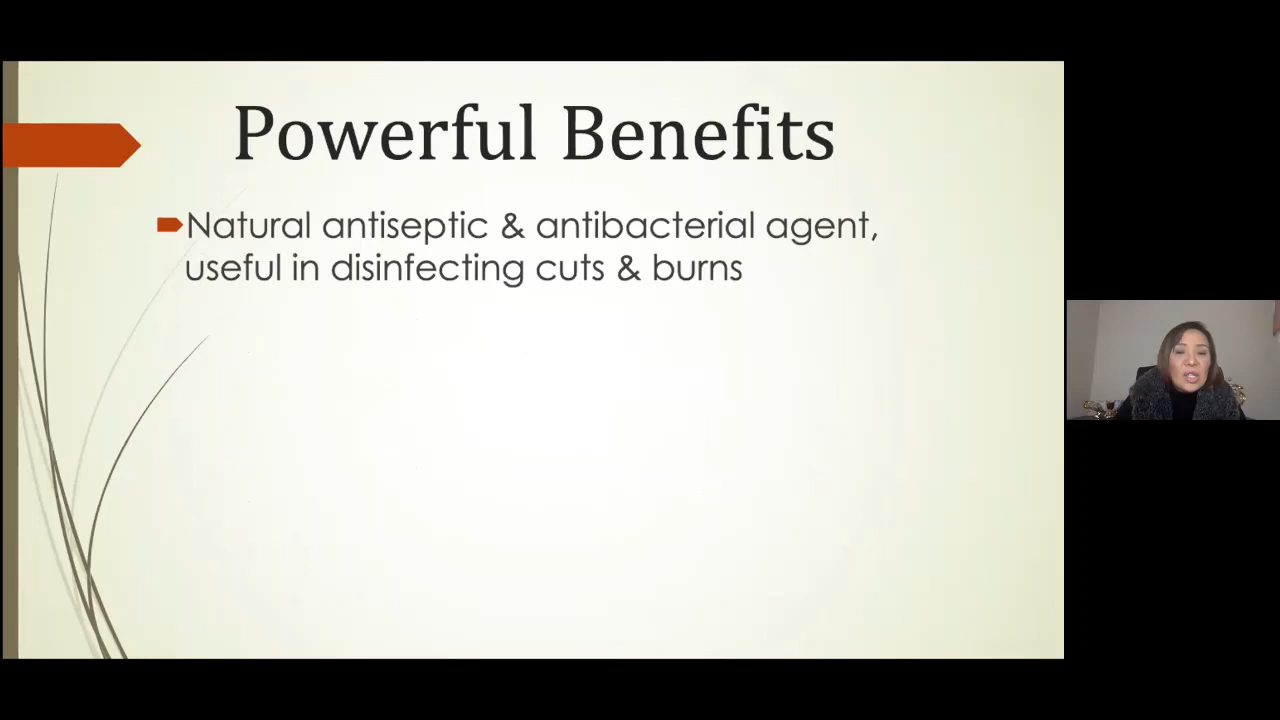 Powerful Benefits
Natural antiseptic & antibacterial agent,
useful in disinfecting cuts & burns